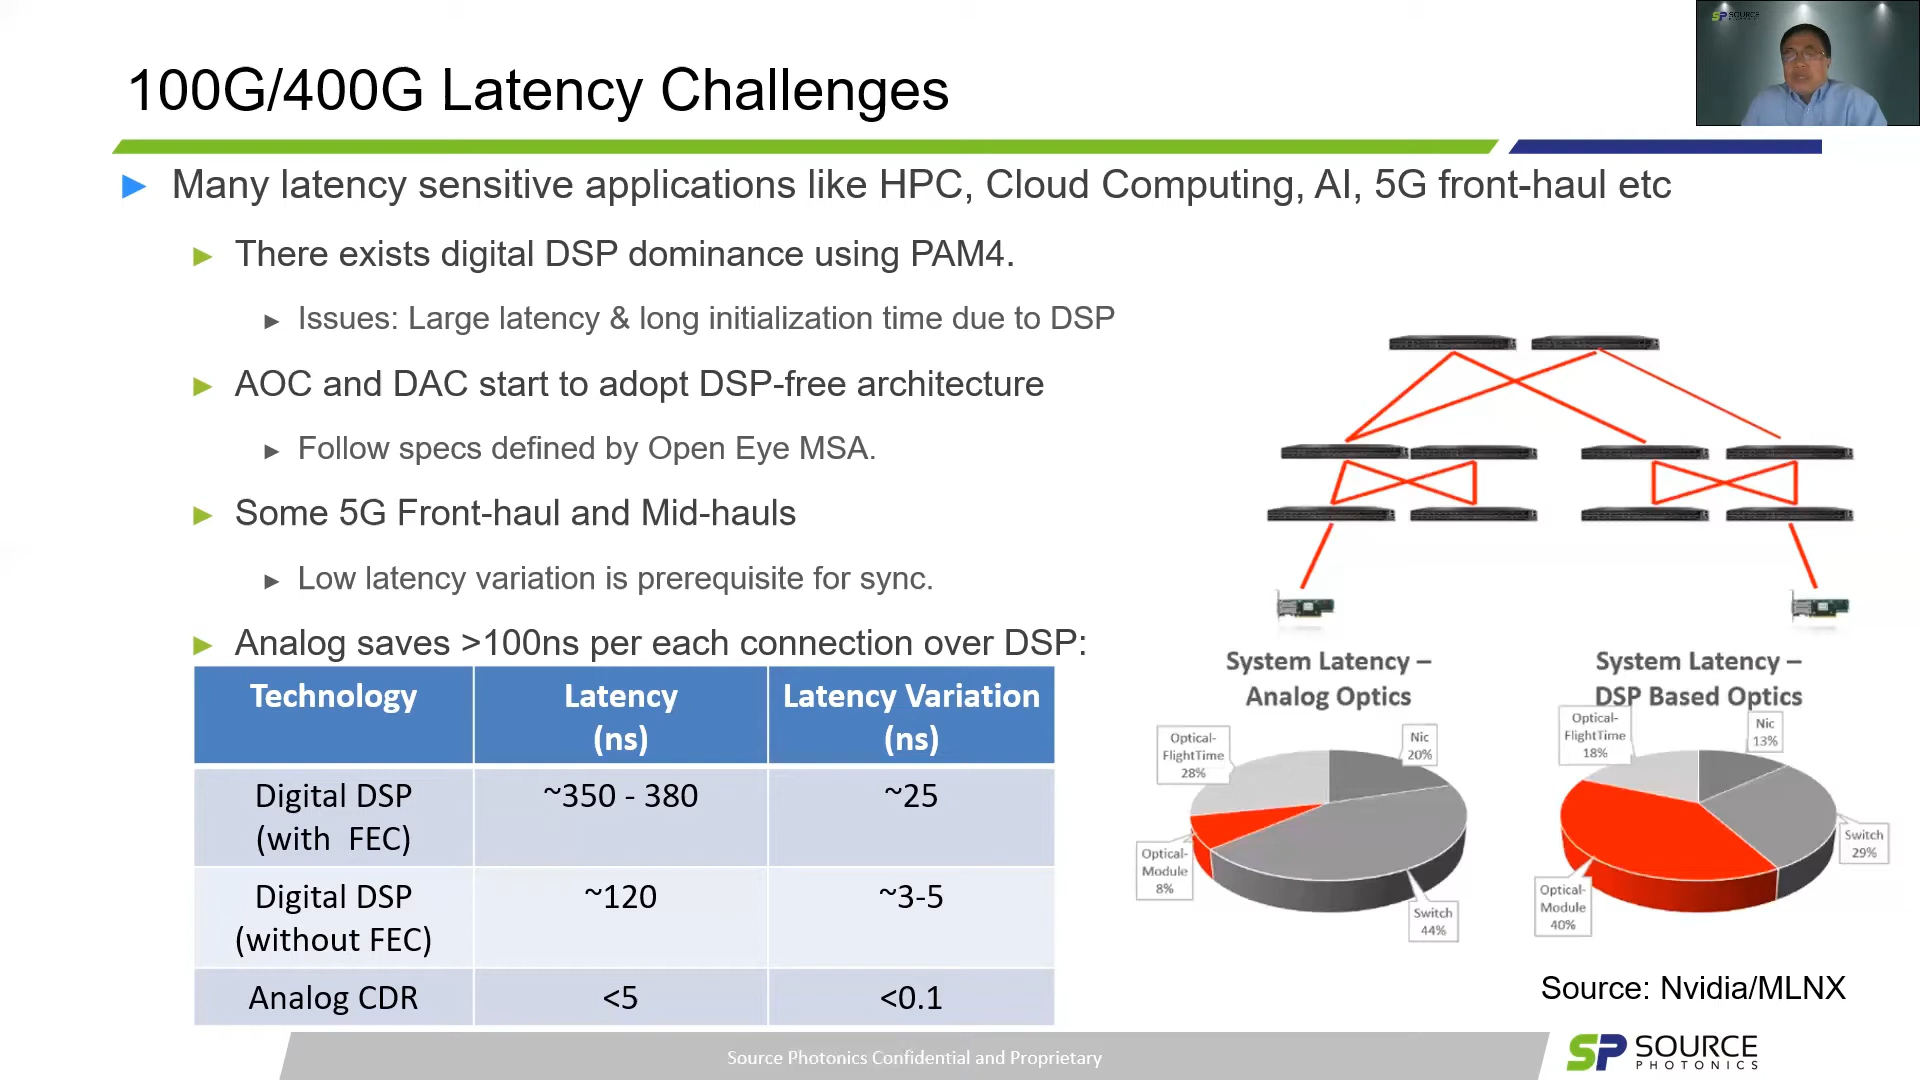 SP SOURCE
PHOTONICS
100G/400G Latency Challenges
Many latency sensitive applications like HPC, Cloud Computing, AI, 5G front-haul etc
There exists digital DSP dominance using PAM4.
Issues: Large latency & long initialization time due to DSP
AOC and DAC start to adopt DSP-free architecture
Follow specs defined by Open Eye MSA.
Some 5G Front-haul and Mid-hauls
Low latency variation is prerequisite for sync.
Analog saves >100ns per each connection over DSP:
Technology
Latency
(ns)
Latency Variation
(ns)
Digital DSP
(with FEC)
~350 - 380
~25
Digital DSP
(without FEC)
~120
~3-5
Analog CDR
<5
<0.1
System Latency –
Analog Optics
Optical-
FlightTime
28%
Nic
20%
Optical-
Module
8%
Switch
44%
System Latency –
DSP Based Optics
Optical-
FlightTime
18%
Nic
13%
Switch
29%
Optical-
Module
40%
Source: Nvidia/MLNX
Source Photonics Confidential and Proprietary
SP SOURCE
PHOTONICS